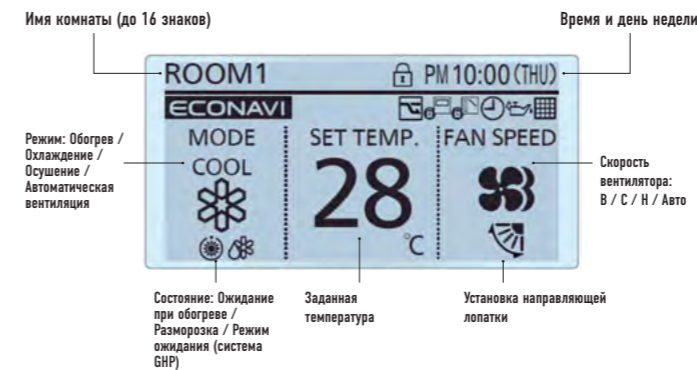 Имя комнаты (до 16 знаков)
Время и день недели
ROOM1 PM 10:00 (THU)
ECONAVI
MODE SET TEMP. FAN SPEED
COOL
28
°C
Режим: Обогрев /
Охлаждение /
Осушение /
Автоматическая
вентиляция
Скорость
вентилятора:
В / С / Н / Авто
Состояние: Ожидание
при обогреве /
Разморозка / Режим
ожидания (система
GHP)
Заданная
температура
Установка направляющей
лопатки